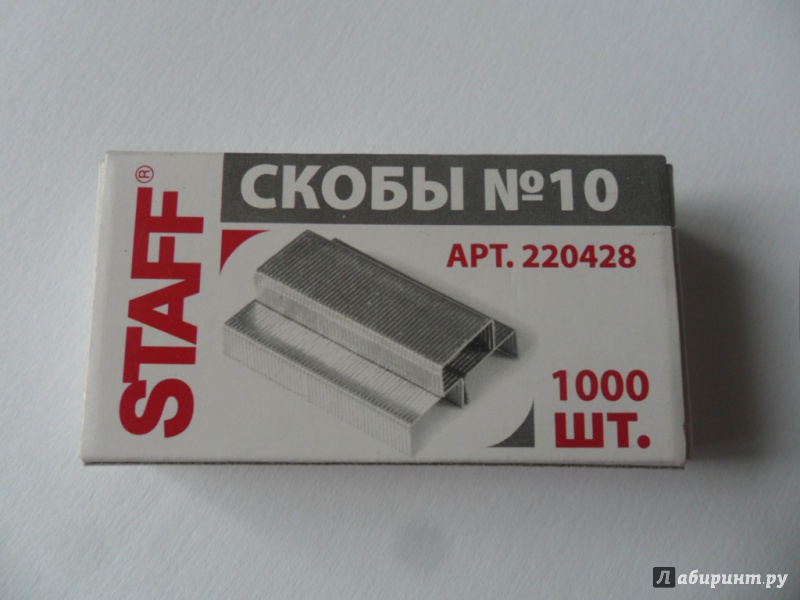 STAFF®
СКОБЫ №10
АРТ. 220428
1000
ШТ.
Лабиринт.ру